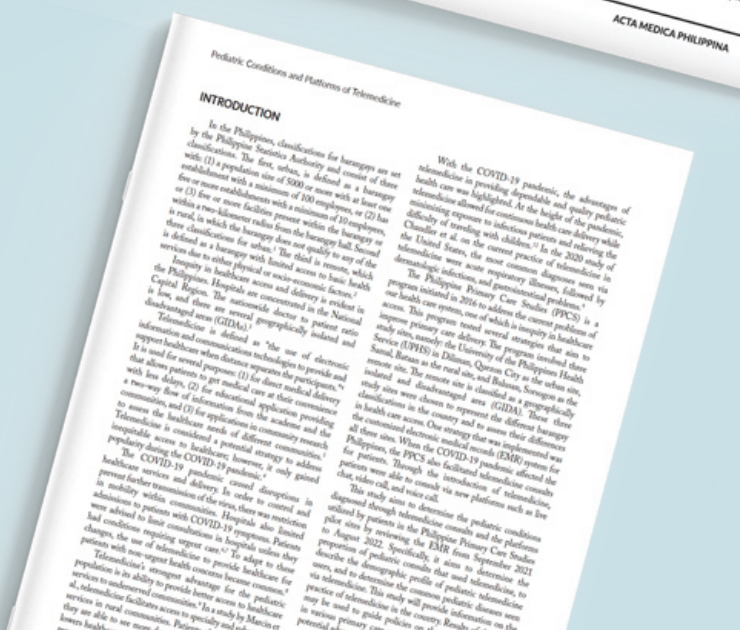 ACTA MEDICA PHILIPPINA
Pediatric Conditions and Platforms of Telemedicine
INTRODUCTION
In the Philippines, classifications for barangays are set
by the Philippine Statistics Authority and consist of three
classifications. The first, urban, is defined as a barangay
with: (1) a population size of 5000 or more with at least one
establishment with a minimum of 100 employees, or (2) has
five or more establishments with a minimum of 10 employees,
or (3) five or more facilities present within the barangay or
within a two-kilometer radius from the barangay hall. Second
is rural, in which the barangay does not qualify to any of the
three classifications for urban.¹ The third is remote, which
is defined as a barangay with limited access to basic health
services due to either physical or socio-economic factors.²
Inequity in healthcare access and delivery is evident in
the Philippines. Hospitals are concentrated in the National
Capital Region. The nationwide doctor to patient ratio
is low, and there are several geographically isolated and
disadvantaged areas (GIDAs).³
Telemedicine is defined as "the use of electronic
information and communications technologies to provide and
support healthcare when distance separates the participants."⁴
It is used for several purposes: (1) for direct medical delivery
that allows patients to get medical care at their convenience
with less delays, (2) for educational application providing
a two-way flow of information from the academe and the
communities, and (3) for applications in community research
to assess the healthcare needs of different communities.
Telemedicine is considered a potential strategy to address
inequitable access to healthcare; however, it only gained
popularity during the COVID-19 pandemic.
The COVID-19 pandemic caused disruptions in
healthcare services and delivery. In order to control and
prevent further transmission of the virus, there was restriction
in mobility within communities. Hospitals also limited
admissions to patients with COVID-19 symptoms. Patients
were advised to limit consultations in hospitals unless they
had conditions requiring urgent care. To adapt to these
changes, the use of telemedicine to provide healthcare for
patients with non-urgent health concerns became common.
Telemedicine's strongest advantage for the pediatric
population is its ability to provide better access to healthcare
services to underserved communities. In a study by Marcin et
al., telemedicine facilitates access to specialty and
services in rural communities.
they are able to see more
lowers
With the COVID-19 pandemic, the advantages of
telemedicine in providing dependable and quality pediatric
health care was highlighted. At the height of the pandemic,
telemedicine allowed for continuous health care delivery while
minimizing exposure to infectious patients and relieving the
difficulty of traveling with children. In the 2020 study of
Chandler et al. on the current practice of telemedicine in
the United States, the most common diagnoses seen via
telemedicine were acute respiratory illnesses, followed by
dermatologic infections, and gastrointestinal problems.
The Philippine Primary Care Studies (PPCS) is a
program initiated in 2016 to address the current problems of
our health care system, one of which is inequity in healthcare
access. This program tested several strategies that aim to
improve primary care delivery. The program involved three
study sites, namely: the University of the Philippines Health
Service (UPHS) in Diliman, Quezon City as the urban site,
Samal, Bataan as the rural site, and Bulusan, Sorsogon as the
remote site. The remote site is classified as a geographically
isolated and disadvantaged area (GIDA). These three
study sites were chosen to represent the different barangay
classifications in the country and to assess their differences
in health care access. One strategy that was implemented was
the customized electronic medical records (EMR) system for
all three sites. When the COVID-19 pandemic affected the
Philippines, the PPCS also facilitated telemedicine consults
for patients. Through the introduction of telemedicine,
patients were able to consult via new platforms such as live
chat, video call, and voice call.
This study aims to determine the pediatric conditions
diagnosed through telemedicine consults and the platforms
utilized by patients in the Philippine Primary Care Studies
pilot sites by reviewing the EMR from September 2021
to August 2022. Specifically, it aims to determine the
proportion of pediatric consults that used telemedicine, to
describe the demographic profile of pediatric telemedicine
users, and to determine the common pediatric diseases seen
via telemedicine. This study will provide information on the
practice of telemedicine in the country. Results of
may be used to guide policies on the
in various primary care
potential